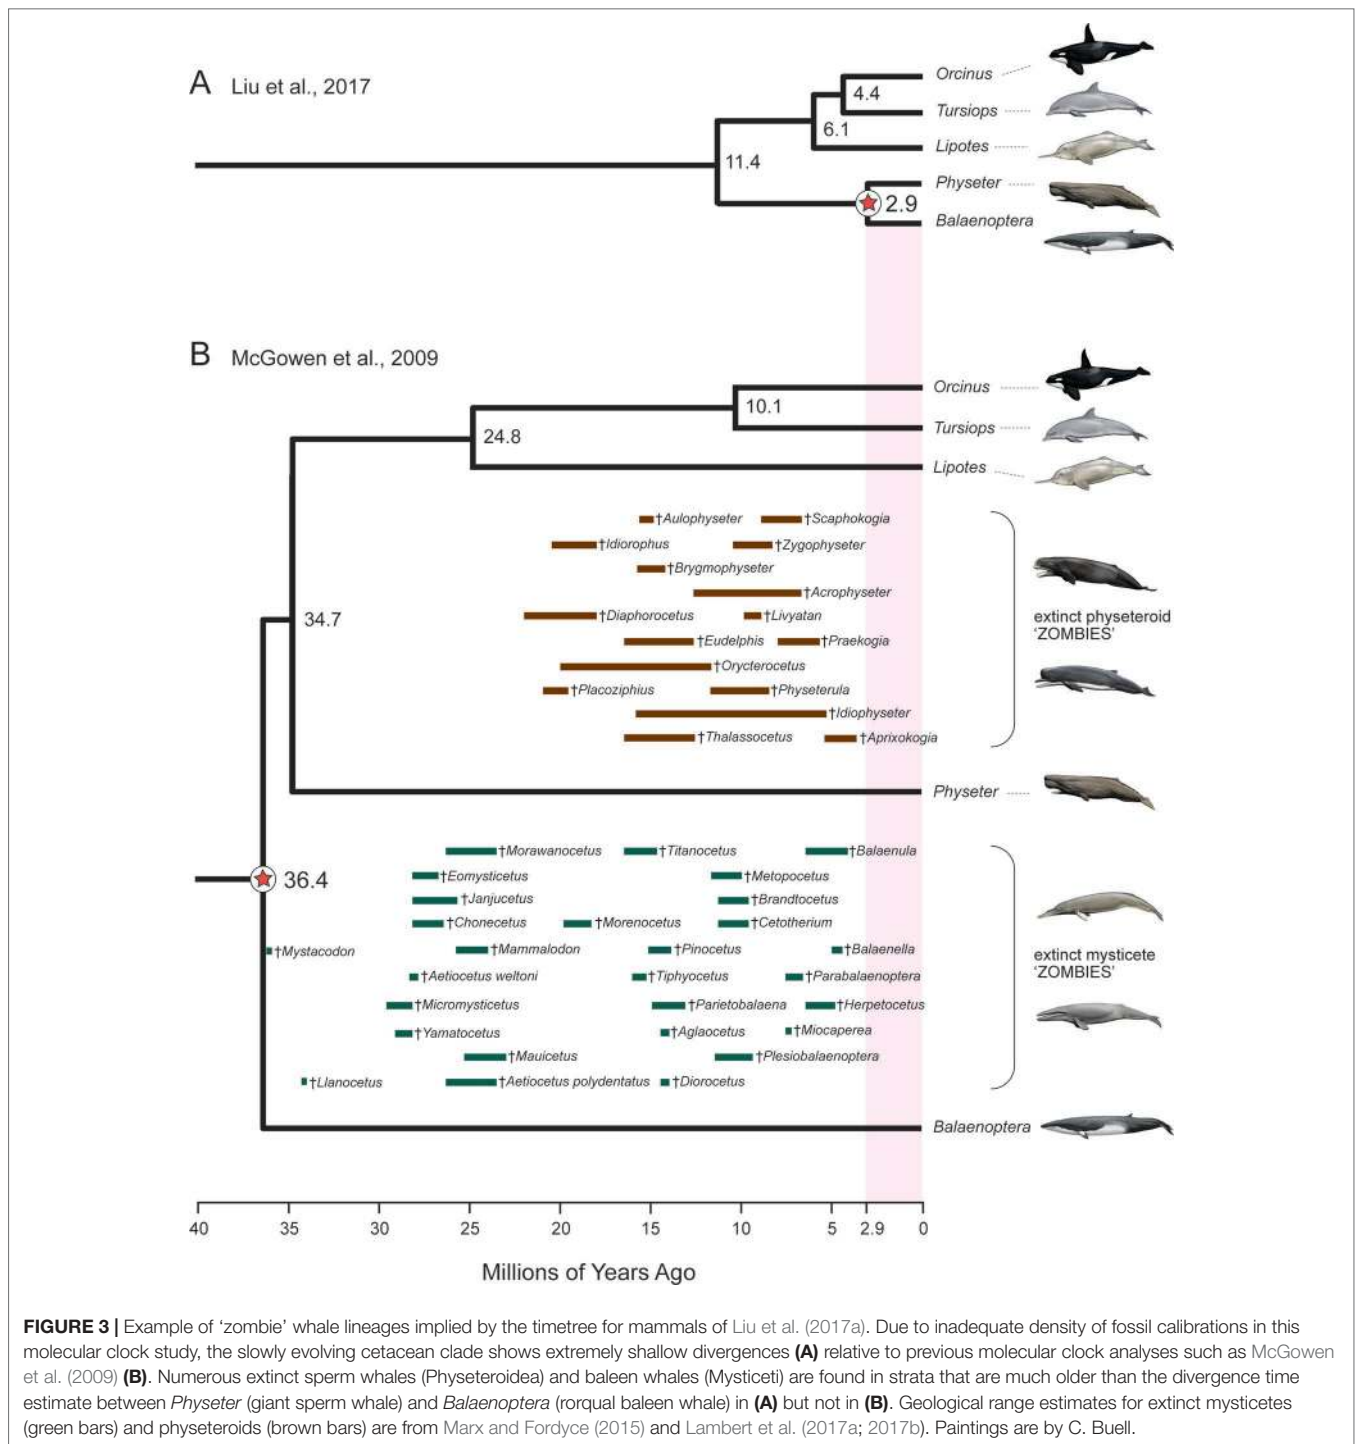 A Liu et al., 2017
Orcinus
4.4
Tursiops
6.1
Lipotes
11.4
Physeter
2.9
Balaenoptera
B McGowen et al., 2009
Orcinus
10.1
Tursiops
24.8
Lipotes
†Aulophyseter †Scaphokogia
†Idiorophus †Zygophyseter
†Brygmophyseter
†Acrophyseter
†Diaphorocetus †Livyatan
34.7
extinct physeteroid
'ZOMBIES'
†Eudelphis †Praekogia
†Orycterocetus
†Placoziphius †Physeterula
†Idiophyseter
†Thalassocetus †Aprixokogia
Physeter
†Morawanocetus †Titanocetus †Balaenula
†Eomysticetus †Metopocetus
36.4
†Janjucetus †Brandtocetus
†Chonecetus †Morenocetus †Cetotherium
†Mystacodon †Mammalodon †Pinocetus †Balaenella
extinct mysticete
'ZOMBIES'
†Aetiocetus weltoni †Tiphyocetus †Parabalaenoptera
†Micromysticetus †Parietobalaena †Herpetocetus
†Yamatocetus †Aglaocetus †Miocaperea
†Mauicetus †Plesiobalaenoptera
†Llanocetus †Aetiocetus polydentatus †Diorocetus
Balaenoptera
40 35 30 25 20 15 10 5 2.9 0
Millions of Years Ago
FIGURE 3 | Example of 'zombie' whale lineages implied by the timetree for mammals of Liu et al. (2017a). Due to inadequate density of fossil calibrations in this
molecular clock study, the slowly evolving cetacean clade shows extremely shallow divergences (A) relative to previous molecular clock analyses such as McGowen
et al. (2009) (B). Numerous extinct sperm whales (Physeteroidea) and baleen whales (Mysticeti) are found in strata that are much older than the divergence time
estimate between Physeter (giant sperm whale) and Balaenoptera (rorqual baleen whale) in (A) but not in (B). Geological range estimates for extinct mysticetes
(green bars) and physeteroids (brown bars) are from Marx and Fordyce (2015) and Lambert et al. (2017a; 2017b). Paintings are by C. Buell.